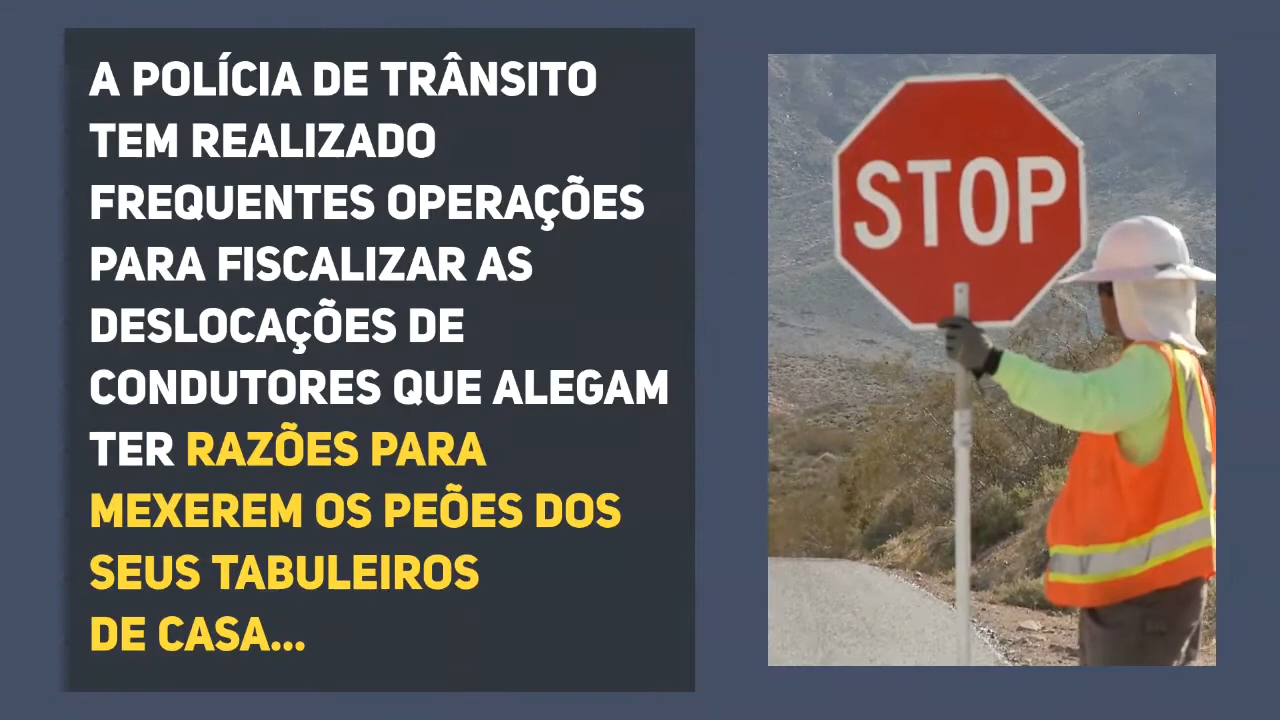 A POLÍCIA DE TRÂNSITO
TEM REALIZADO
FREQUENTES OPERAÇÕES
PARA FISCALIZAR AS
DESLOCAÇÕES DE
CONDUTORES QUE ALEGAM
TER RAZÕES PARA
MEXEREM OS PEÕES DOS
SEUS TABULEIROS
DE CASA...
STOP